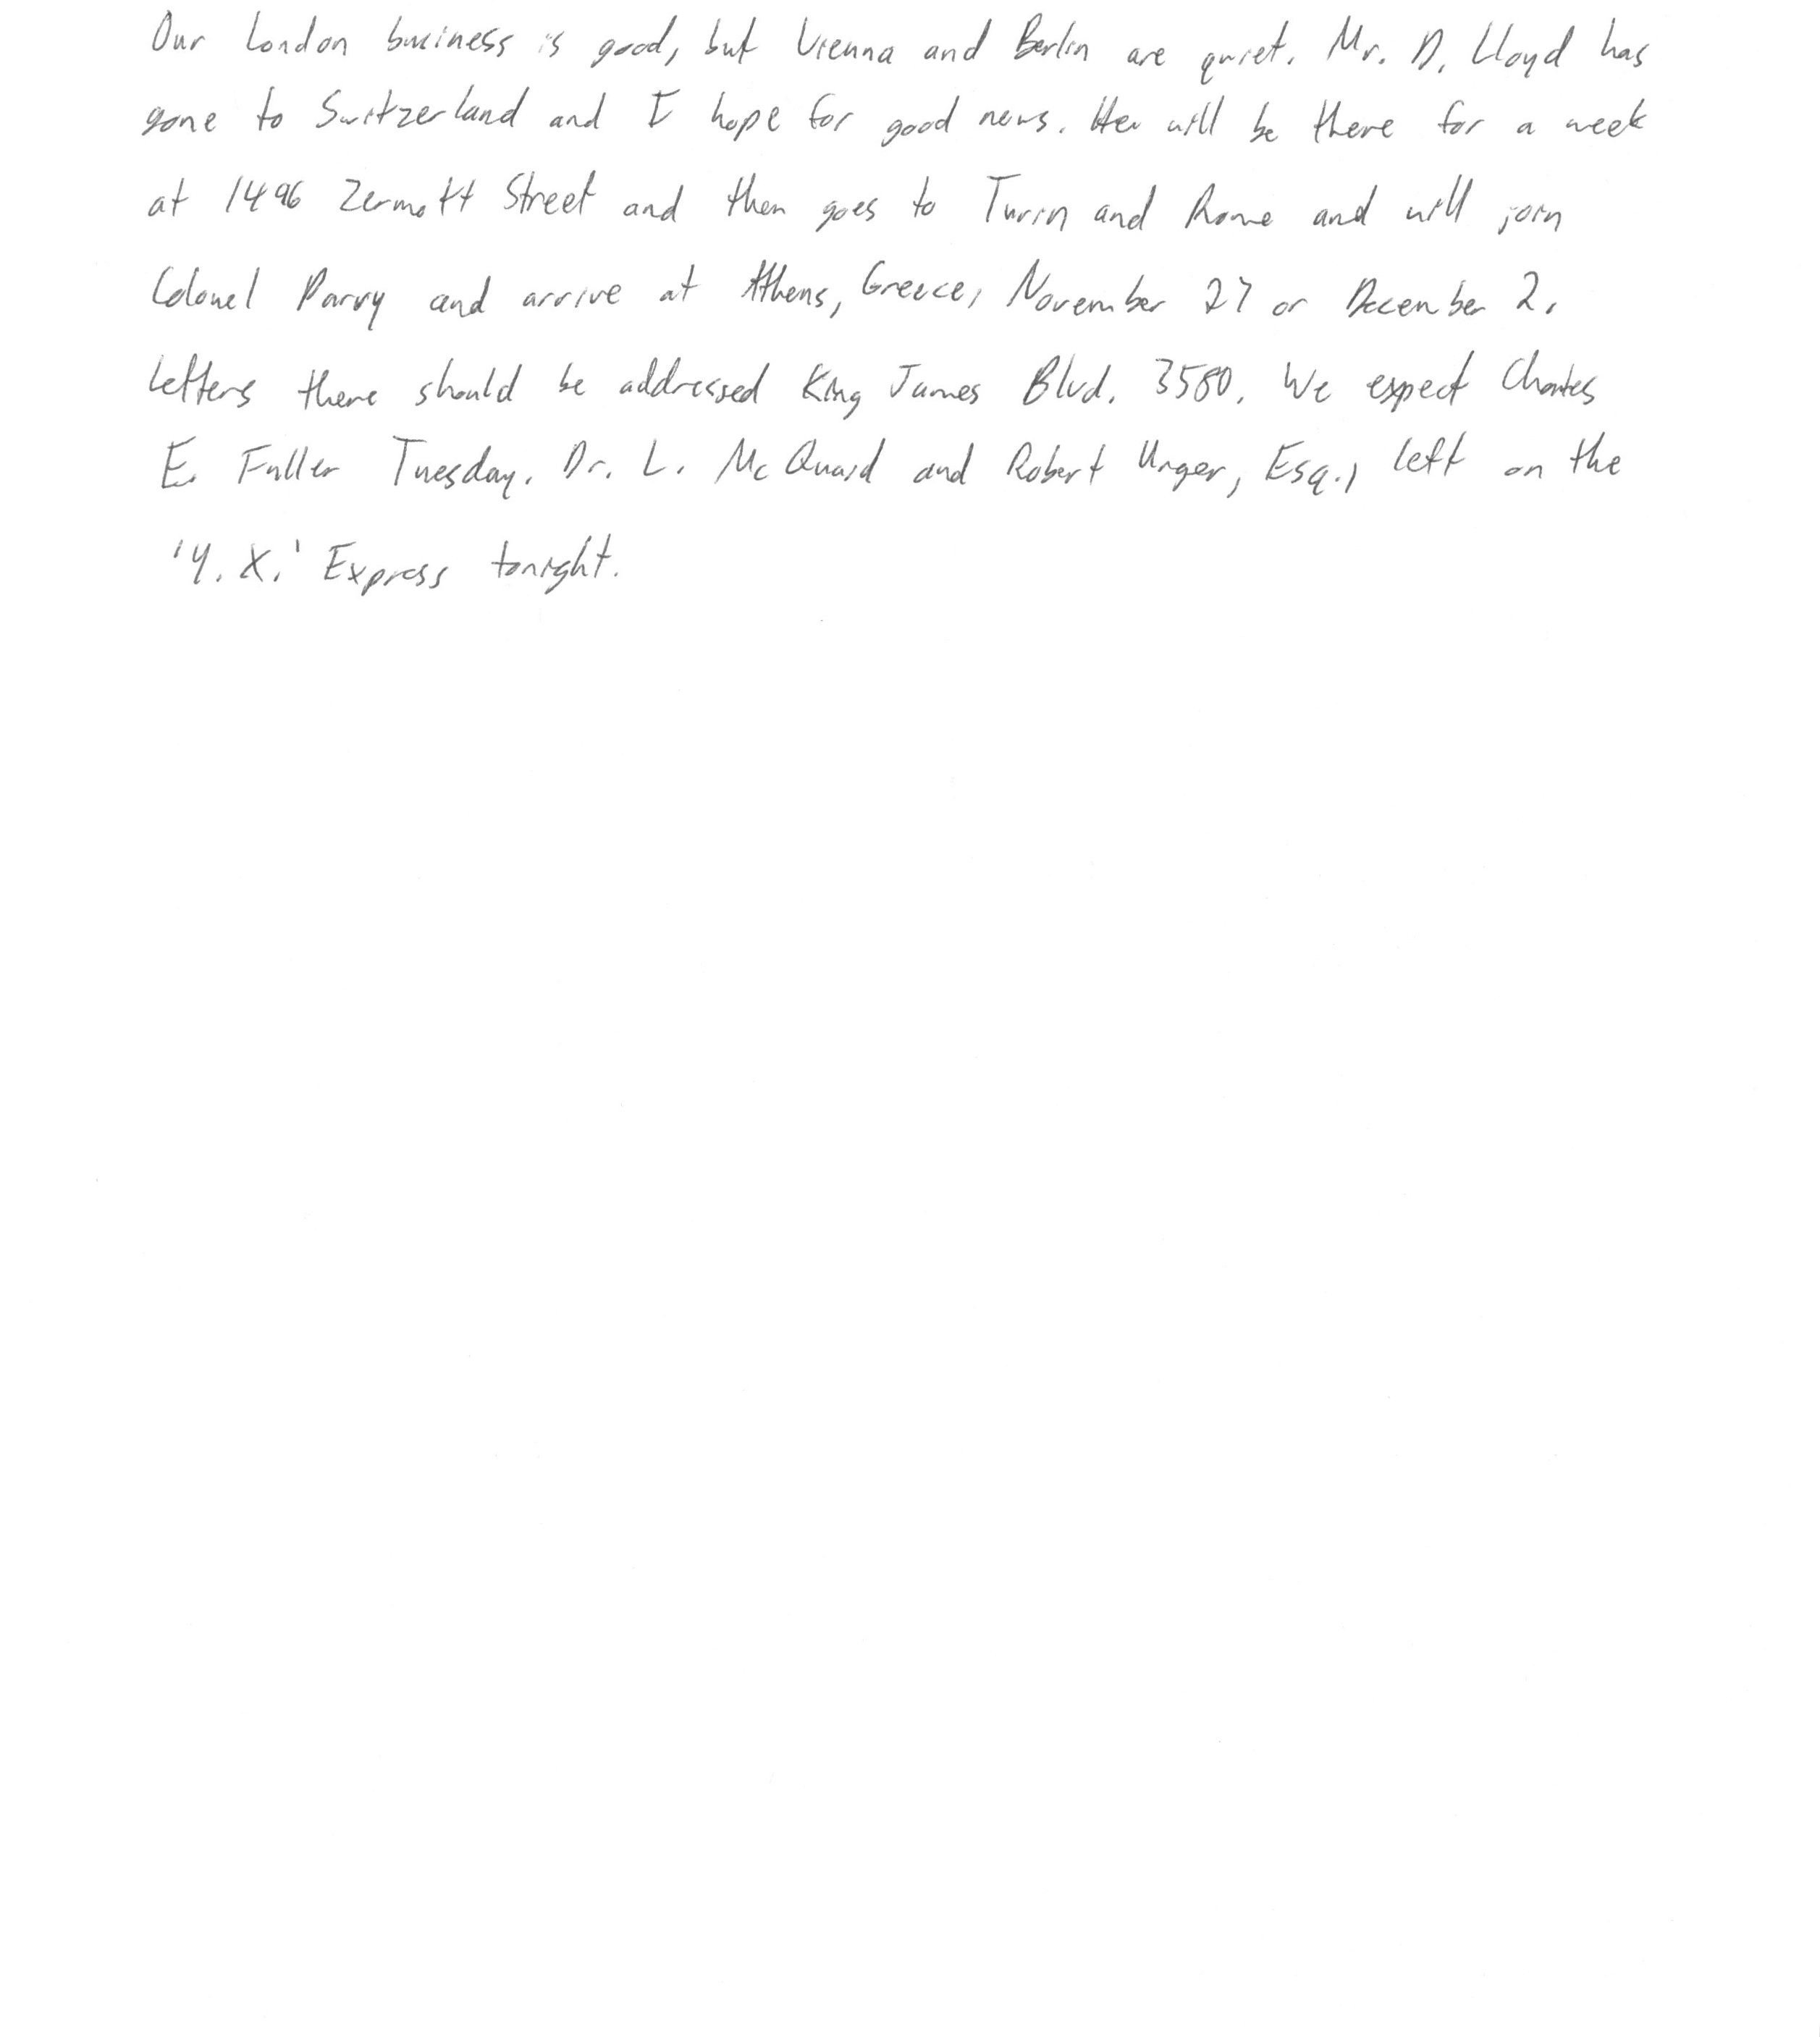 Our London business is good, but Vienna and Berlin are quiet. Mr. D. Lloyd has
gone to Switzerland and I hope for good news. Her will be there for a week
at 1496 Zermott Street and then goes to Turin and Rome and will join
Colonel Parry and arrive at Athens, Greece, November 27 or December 2.
Letters there should be addressed King James Blvd. 3580. We expect Charles
E. Fuller Tuesday. Dr. L. McQuaid and Robert Unger, Esq., left on the
'Y. X.' Express tonight.